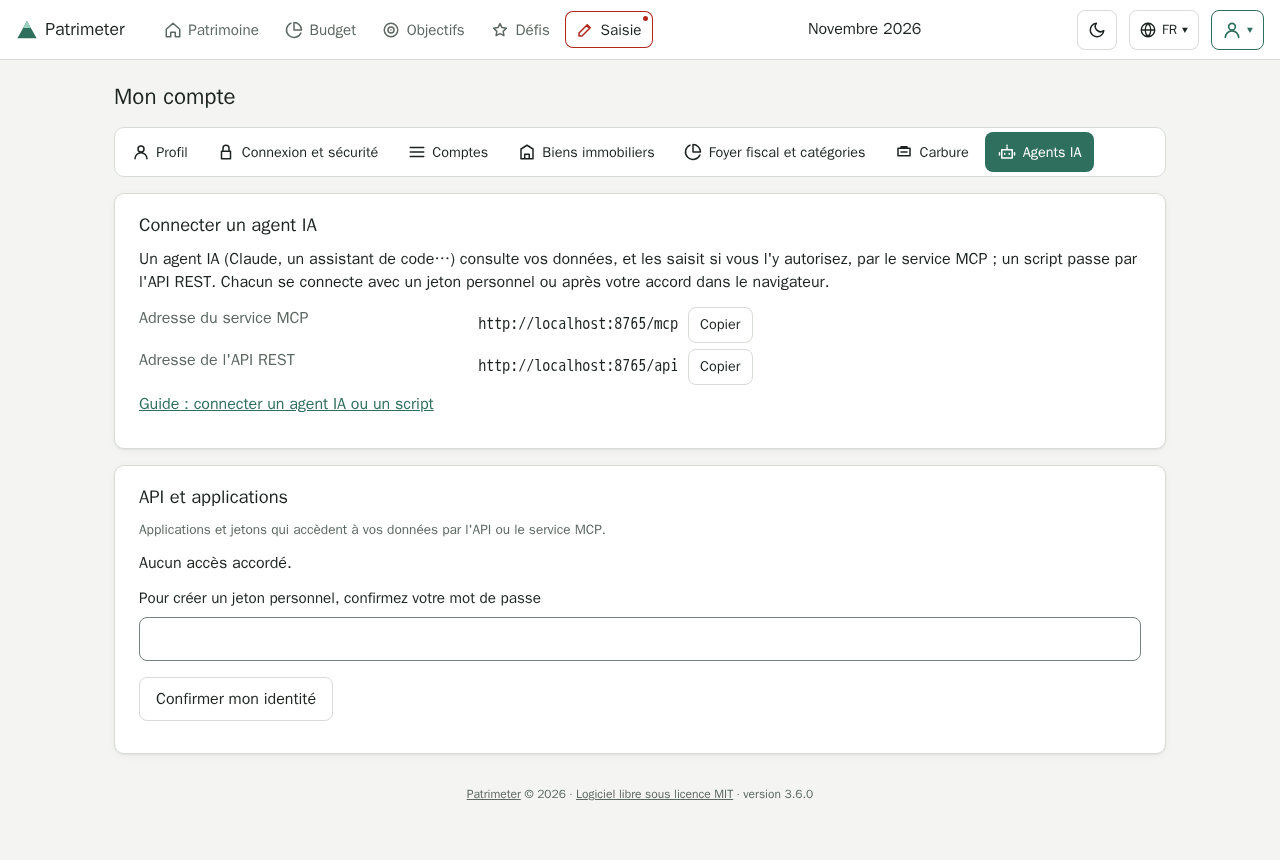 Patrimeter
Patrimoine
Budget
Objectifs
Défis
Saisie
Novembre 2026
FR ▾
▾
Mon compte
Profil
Connexion et sécurité
Comptes
Biens immobiliers
Foyer fiscal et catégories
Carbure
Agents IA
Connecter un agent IA
Un agent IA (Claude, un assistant de code…) consulte vos données, et les saisit si vous l'y autorisez, par le service MCP ; un script passe par
l'API REST. Chacun se connecte avec un jeton personnel ou après votre accord dans le navigateur.
Adresse du service MCP
http://localhost:8765/mcp
Copier
Adresse de l'API REST
http://localhost:8765/api
Copier
Guide : connecter un agent IA ou un script
API et applications
Applications et jetons qui accèdent à vos données par l'API ou le service MCP.
Aucun accès accordé.
Pour créer un jeton personnel, confirmez votre mot de passe
Confirmer mon identité
Patrimeter © 2026 · Logiciel libre sous licence MIT · version 3.6.0